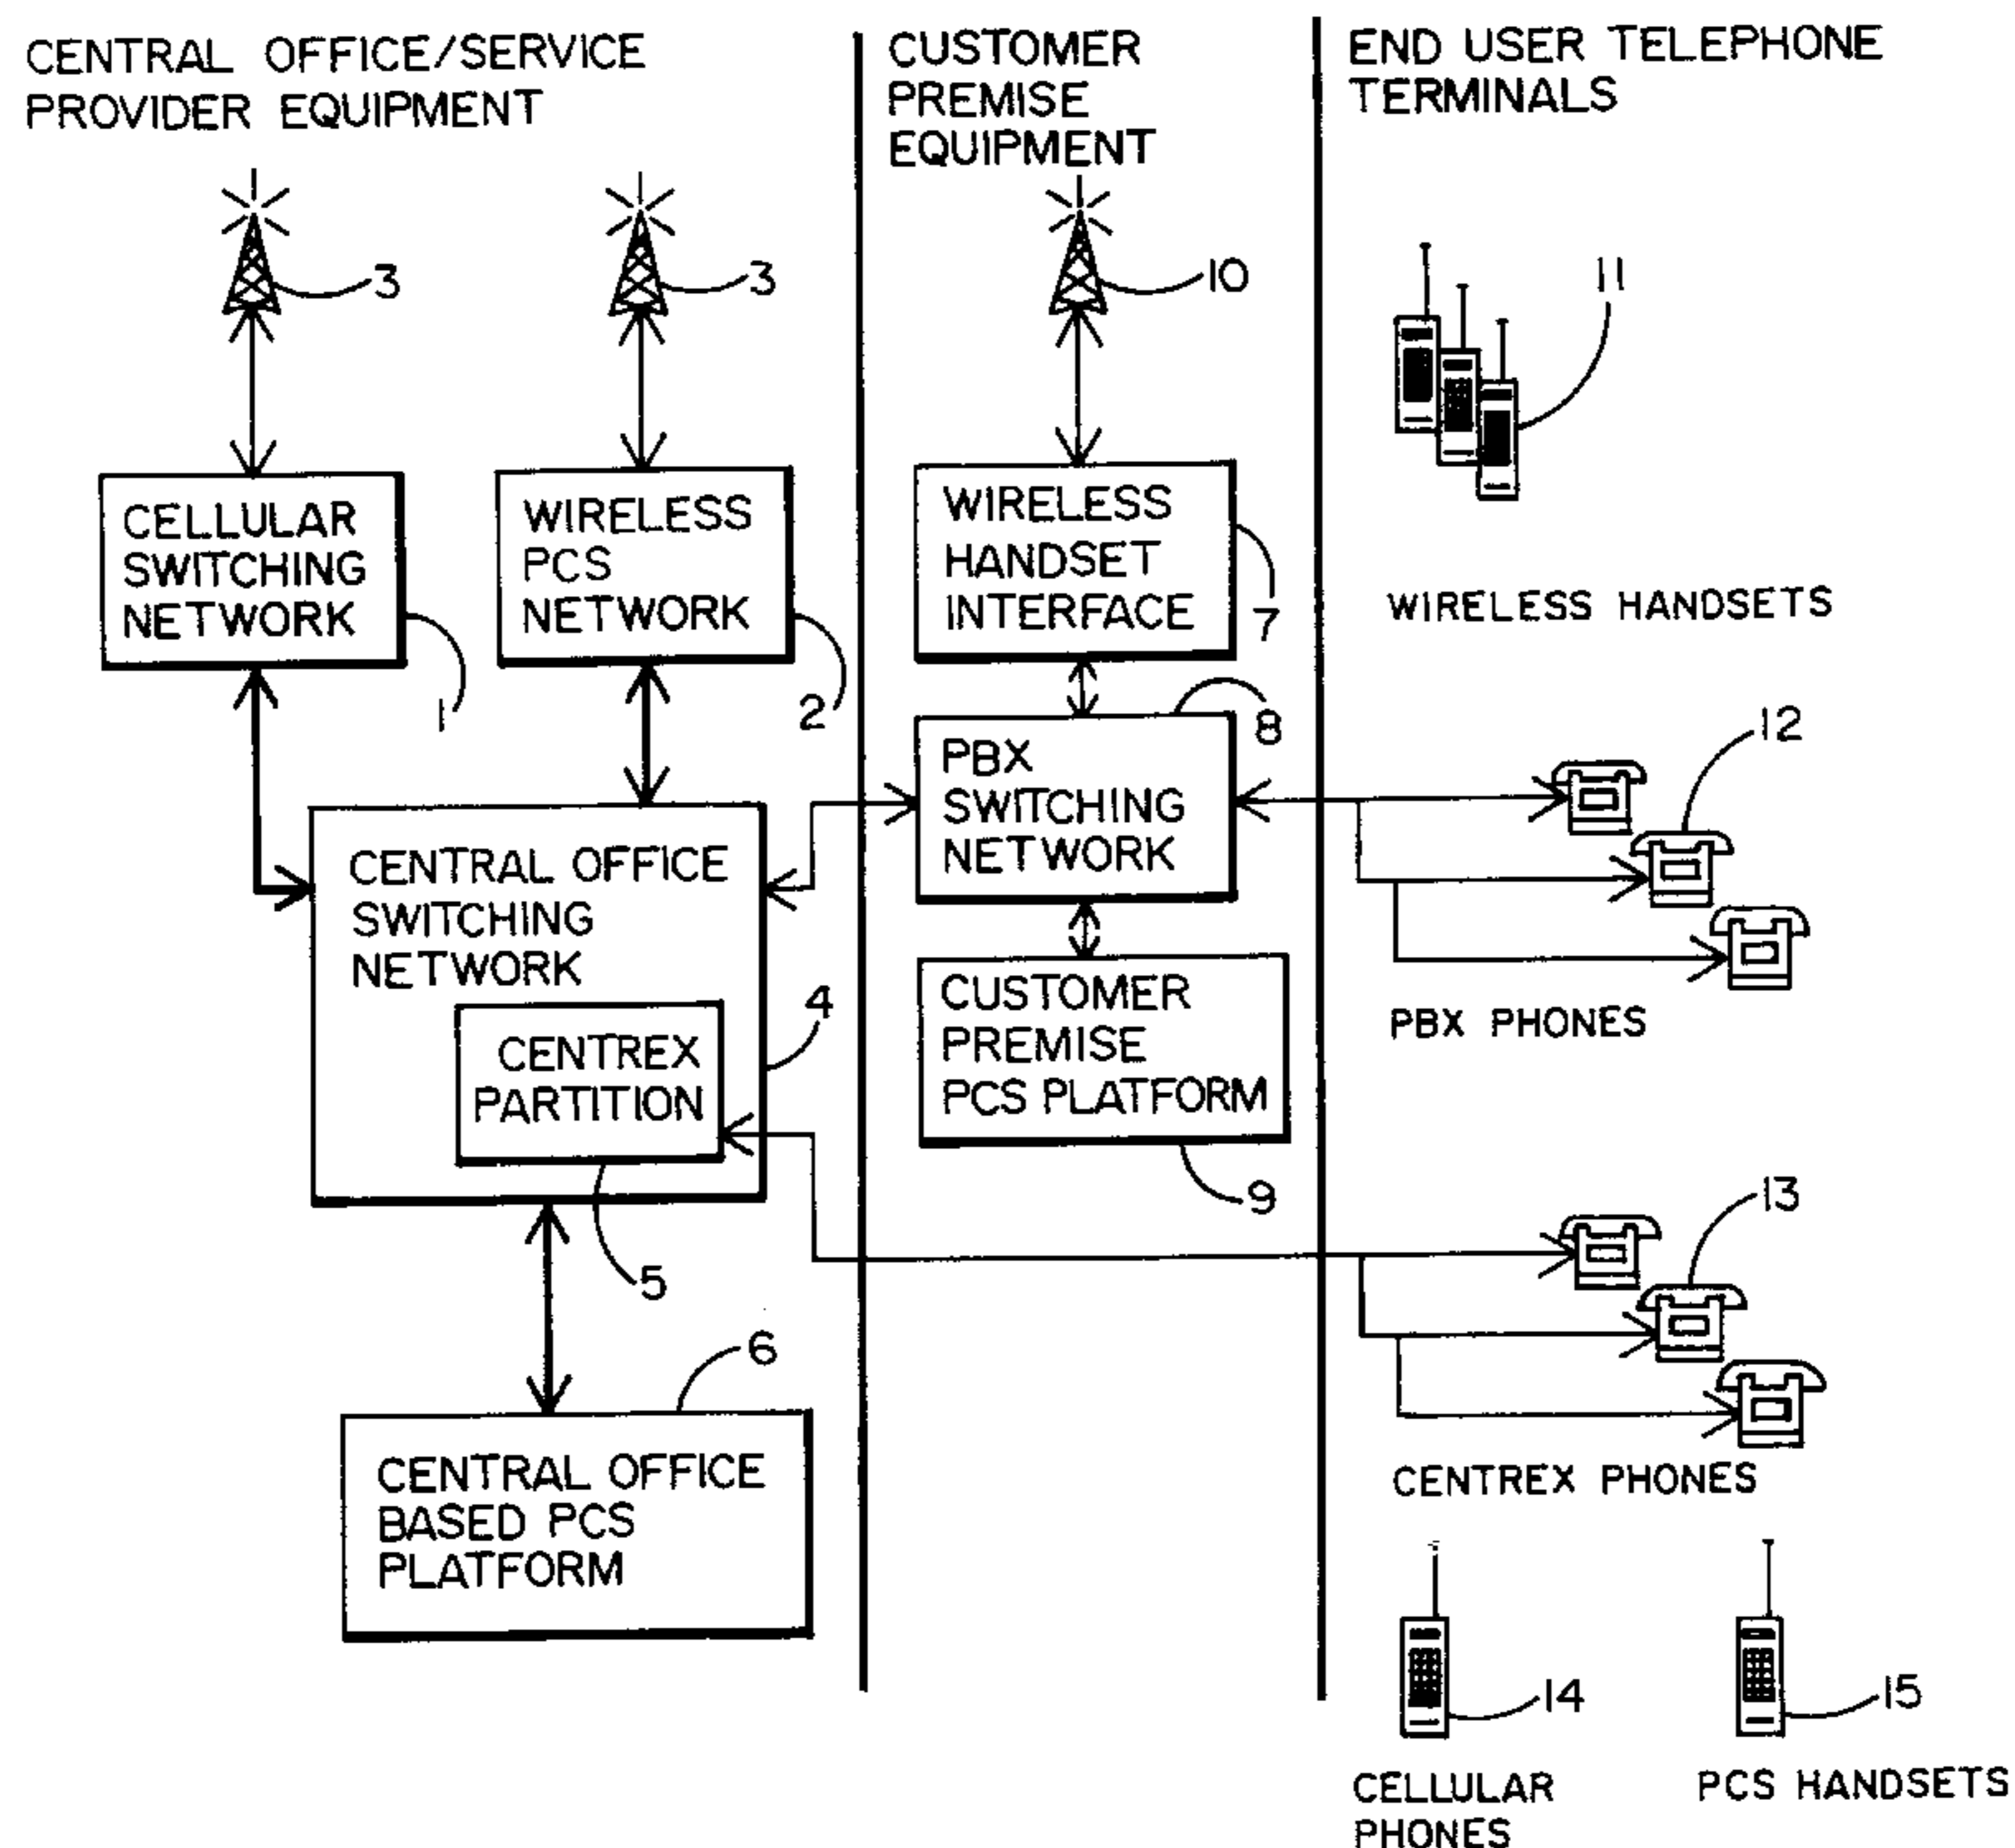 CENTRAL OFFICE/SERVICE
PROVIDER EQUIPMENT
CUSTOMER
PREMISE
EQUIPMENT
END USER TELEPHONE
TERMINALS
3
3
10
11
CELLULAR
SWITCHING
NETWORK
1
WIRELESS
PCS
NETWORK
2
WIRELESS
HANDSET
INTERFACE
7
WIRELESS HANDSETS
8
PBX
SWITCHING
NETWORK
12
PBX PHONES
CENTRAL OFFICE
SWITCHING
NETWORK
4
CENTREX
PARTITION
5
CUSTOMER
PREMISE
PCS PLATFORM
9
13
CENTREX PHONES
6
CENTRAL OFFICE
BASED PCS
PLATFORM
14
15
CELLULAR
PHONES
PCS HANDSETS